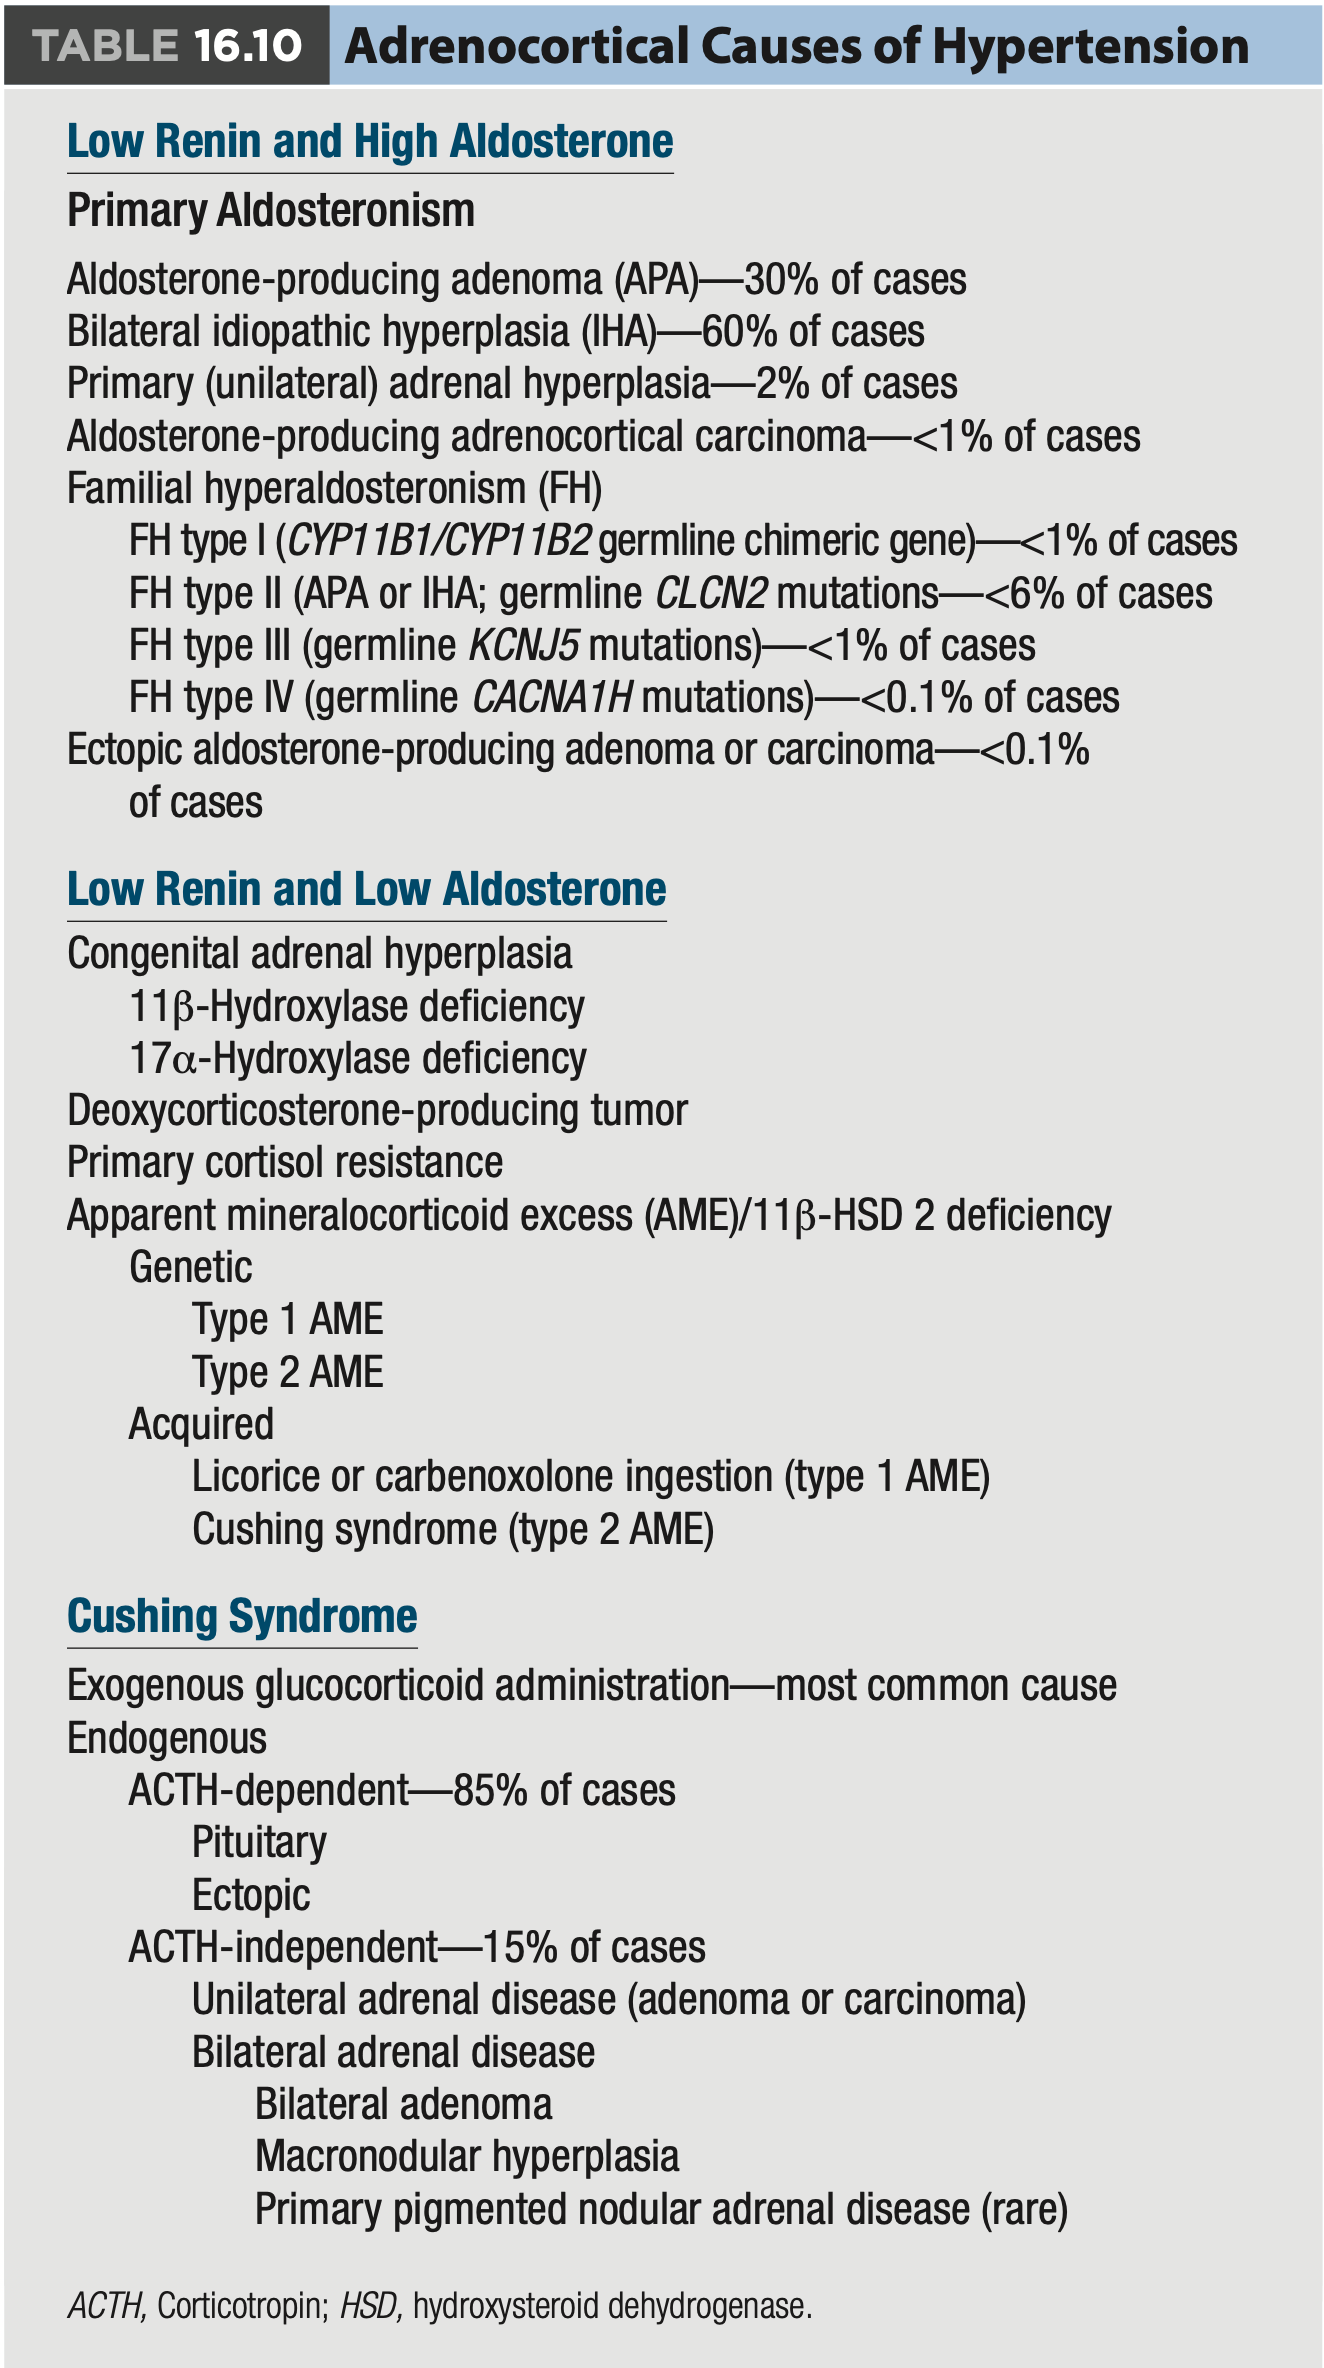 TABLE 16.10 Adrenocortical Causes of Hypertension
Low Renin and High Aldosterone
Primary Aldosteronism
Aldosterone-producing adenoma (APA)—30% of cases
Bilateral idiopathic hyperplasia (IHA)—60% of cases
Primary (unilateral) adrenal hyperplasia—2% of cases
Aldosterone-producing adrenocortical carcinoma—<1% of cases
Familial hyperaldosteronism (FH)
FH type I (CYP11B1/CYP11B2 germline chimeric gene)—<1% of cases
FH type II (APA or IHA; germline CLCN2 mutations—<6% of cases
FH type III (germline KCNJ5 mutations)—<1% of cases
FH type IV (germline CACNA1H mutations)—<0.1% of cases
Ectopic aldosterone-producing adenoma or carcinoma—<0.1%
of cases
Low Renin and Low Aldosterone
Congenital adrenal hyperplasia
11β-Hydroxylase deficiency
17α-Hydroxylase deficiency
Deoxycorticosterone-producing tumor
Primary cortisol resistance
Apparent mineralocorticoid excess (AME)/11β-HSD 2 deficiency
Genetic
Type 1 AME
Type 2 AME
Acquired
Licorice or carbenoxolone ingestion (type 1 AME)
Cushing syndrome (type 2 AME)
Cushing Syndrome
Exogenous glucocorticoid administration—most common cause
Endogenous
ACTH-dependent—85% of cases
Pituitary
Ectopic
ACTH-independent—15% of cases
Unilateral adrenal disease (adenoma or carcinoma)
Bilateral adrenal disease
Bilateral adenoma
Macronodular hyperplasia
Primary pigmented nodular adrenal disease (rare)
ACTH, Corticotropin; HSD, hydroxysteroid dehydrogenase.